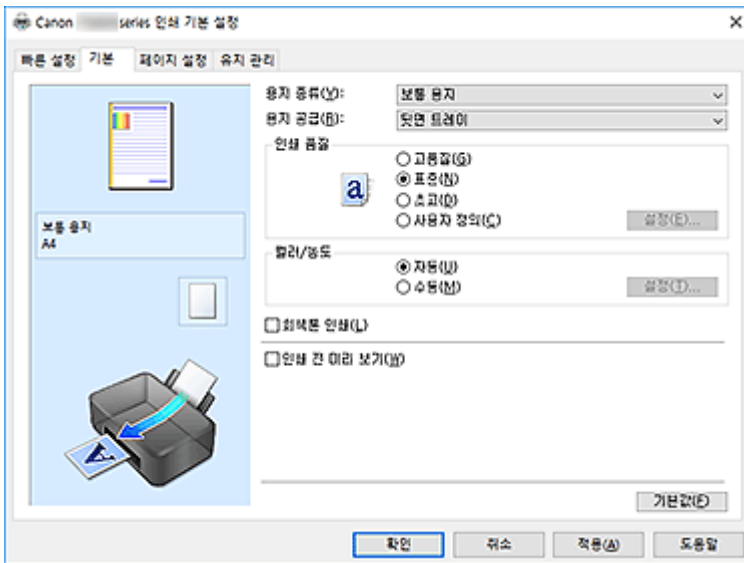 Canon series 인쇄 기본 설정
빠른 설정 기본 페이지 설정 유지 관리
용지 종류(Y): 보통 용지
용지 공급(R): 뒷면 트레이
인쇄 품질
고품질(G)
표준(N)
초고(D)
사용자 정의(C) 설정(E)...
보통 용지
A4
컬러/농도
자동(U)
수동(M) 설정(T)...
회색톤 인쇄(L)
인쇄 전 미리 보기(W)
기본값(F)
확인 취소 적용(A) 도움말